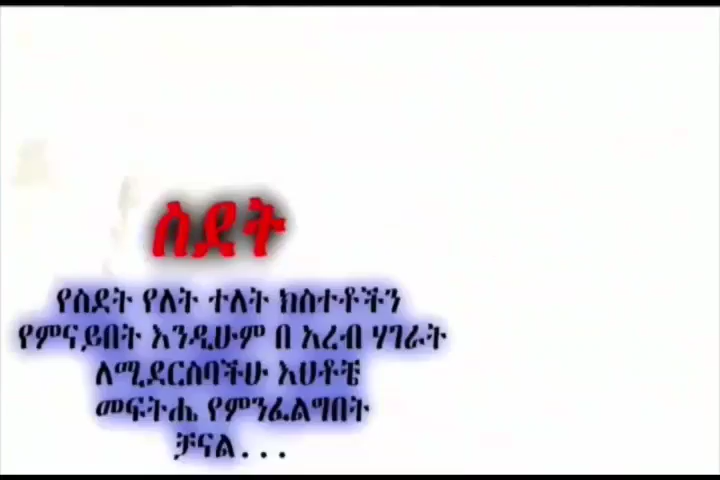 ስደት
የስደት የለት ተለት ክስተቶችን
የምናይበት እንዲሁም በ አረብ ሃገራት
ለሚደርስባችሁ እህቶቼ
መፍትሔ የምንፈልግበት
ቻናል...